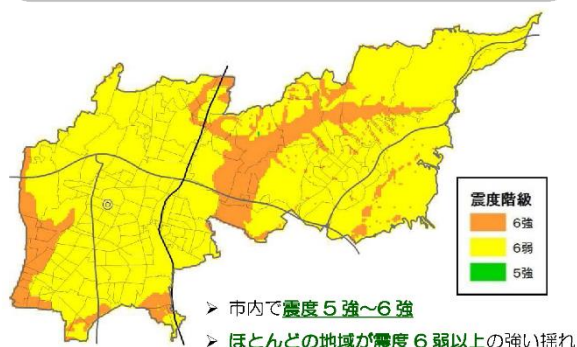 震度階級
6強
6弱
5強
➢ 市内で震度5強～6強
➢ ほとんどの地域が震度6弱以上の強い揺れ